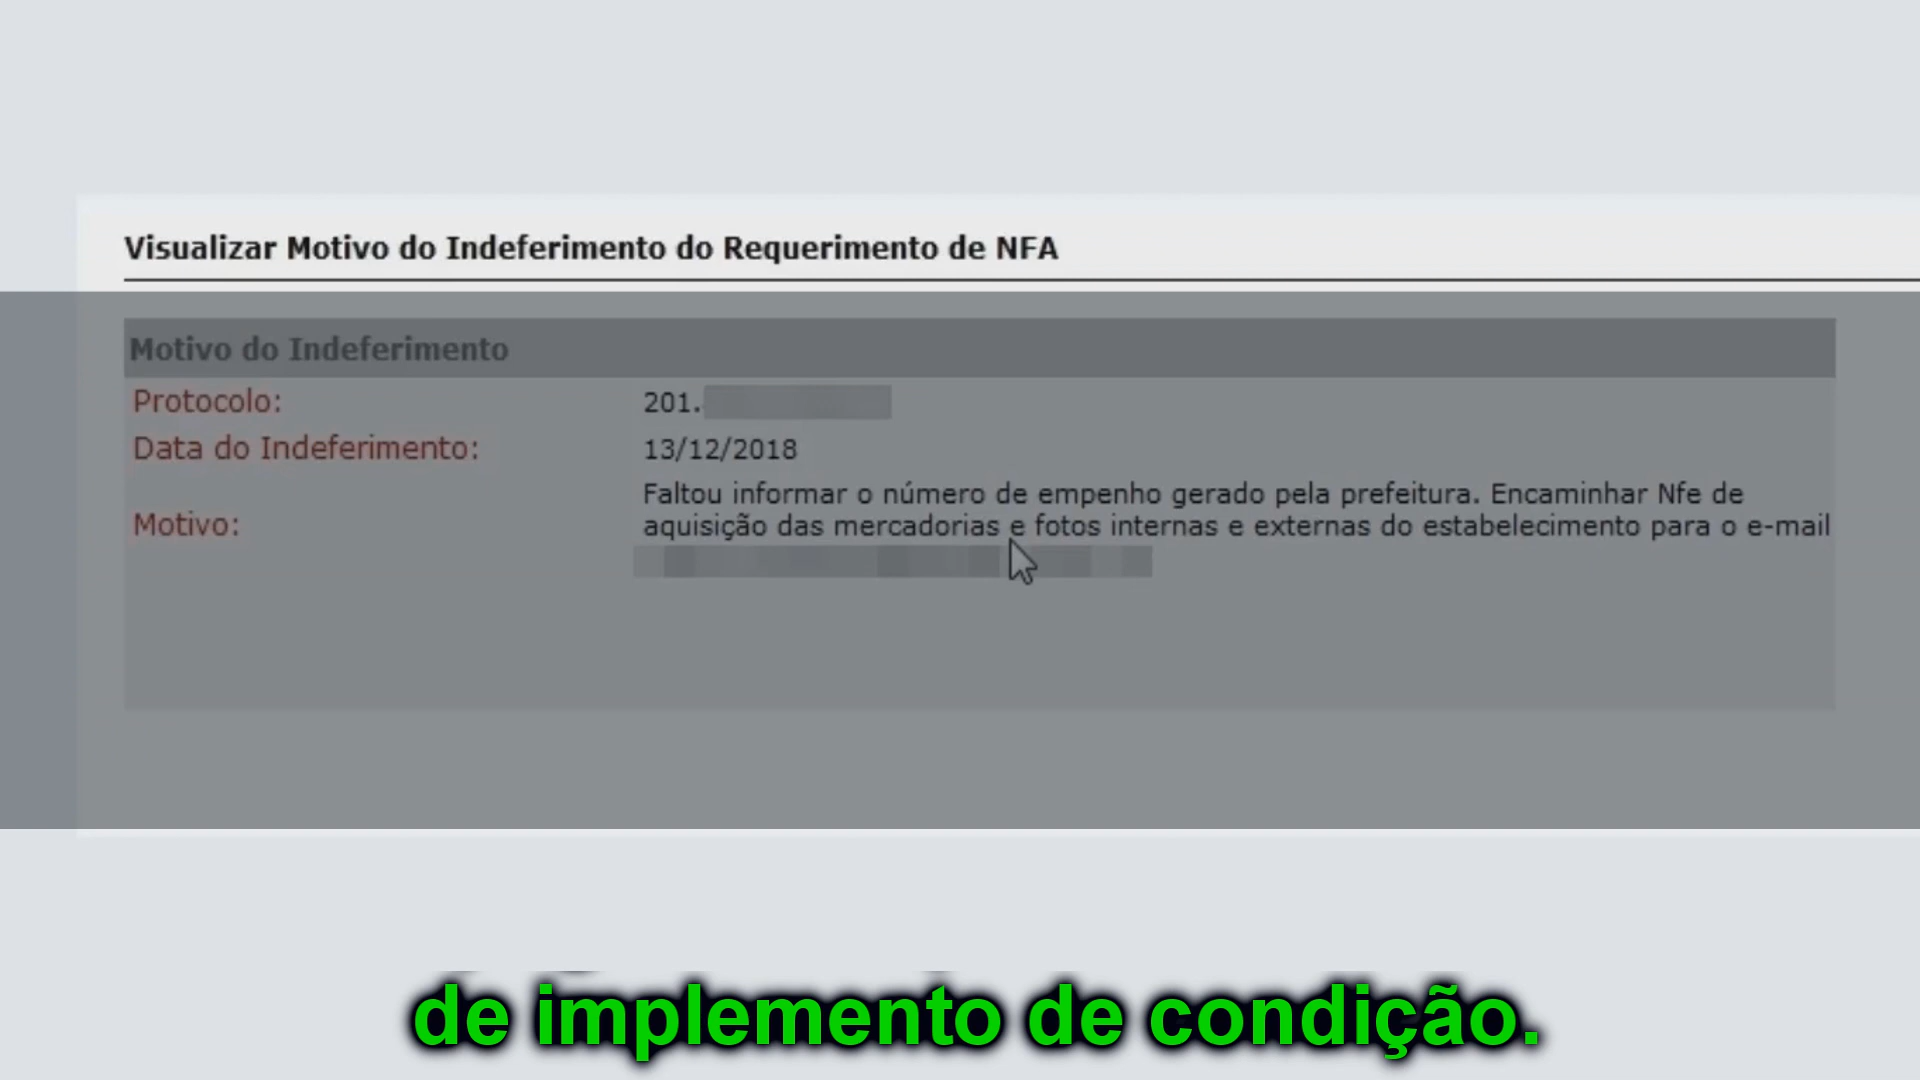 Visualizar Motivo do Indeferimento do Requerimento de NFA
Motivo do Indeferimento
Protocolo: 201.
Data do Indeferimento: 13/12/2018
Motivo: Faltou informar o número de empenho gerado pela prefeitura. Encaminhar Nfe de
aquisição das mercadorias e fotos internas e externas do estabelecimento para o e-mail
de implemento de condição.